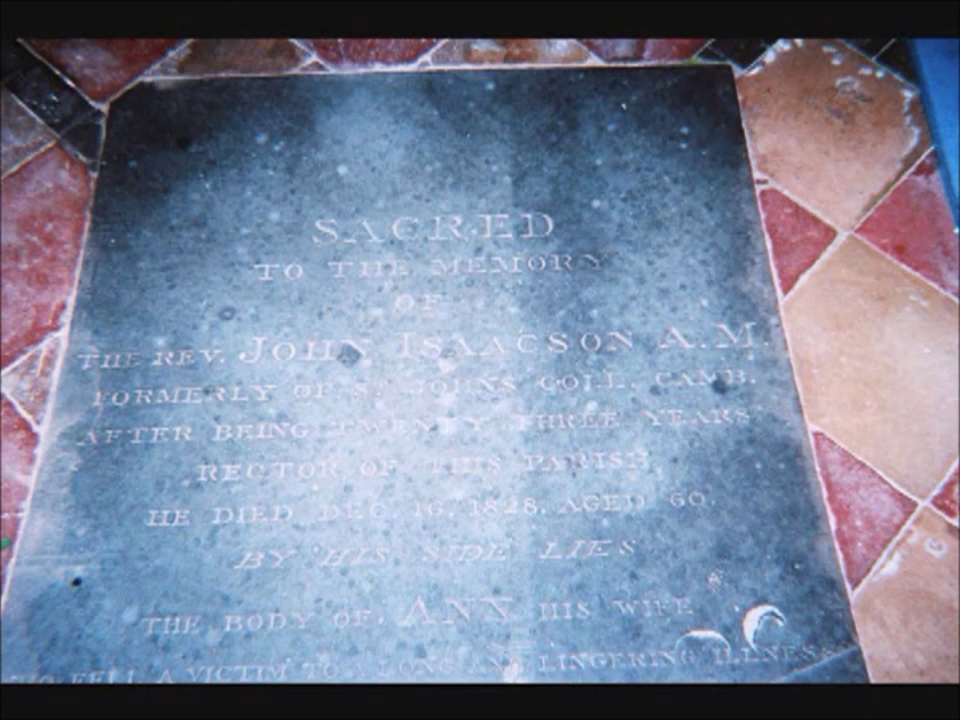 SACRED
TO THE MEMORY
OF
THE REV. JOHN ISAACSON A.M.
FORMERLY OF St. JOHNS COLL. CAMB.
AFTER BEING TWENTY THREE YEARS
RECTOR OF THIS PARISH,
HE DIED DEC 16. 1828. AGED 60.
BY HIS SIDE LIES
THE BODY OF, ANN HIS WIFE
WHO FELL A VICTIM TO A LONG AND LINGERING ILLNESS